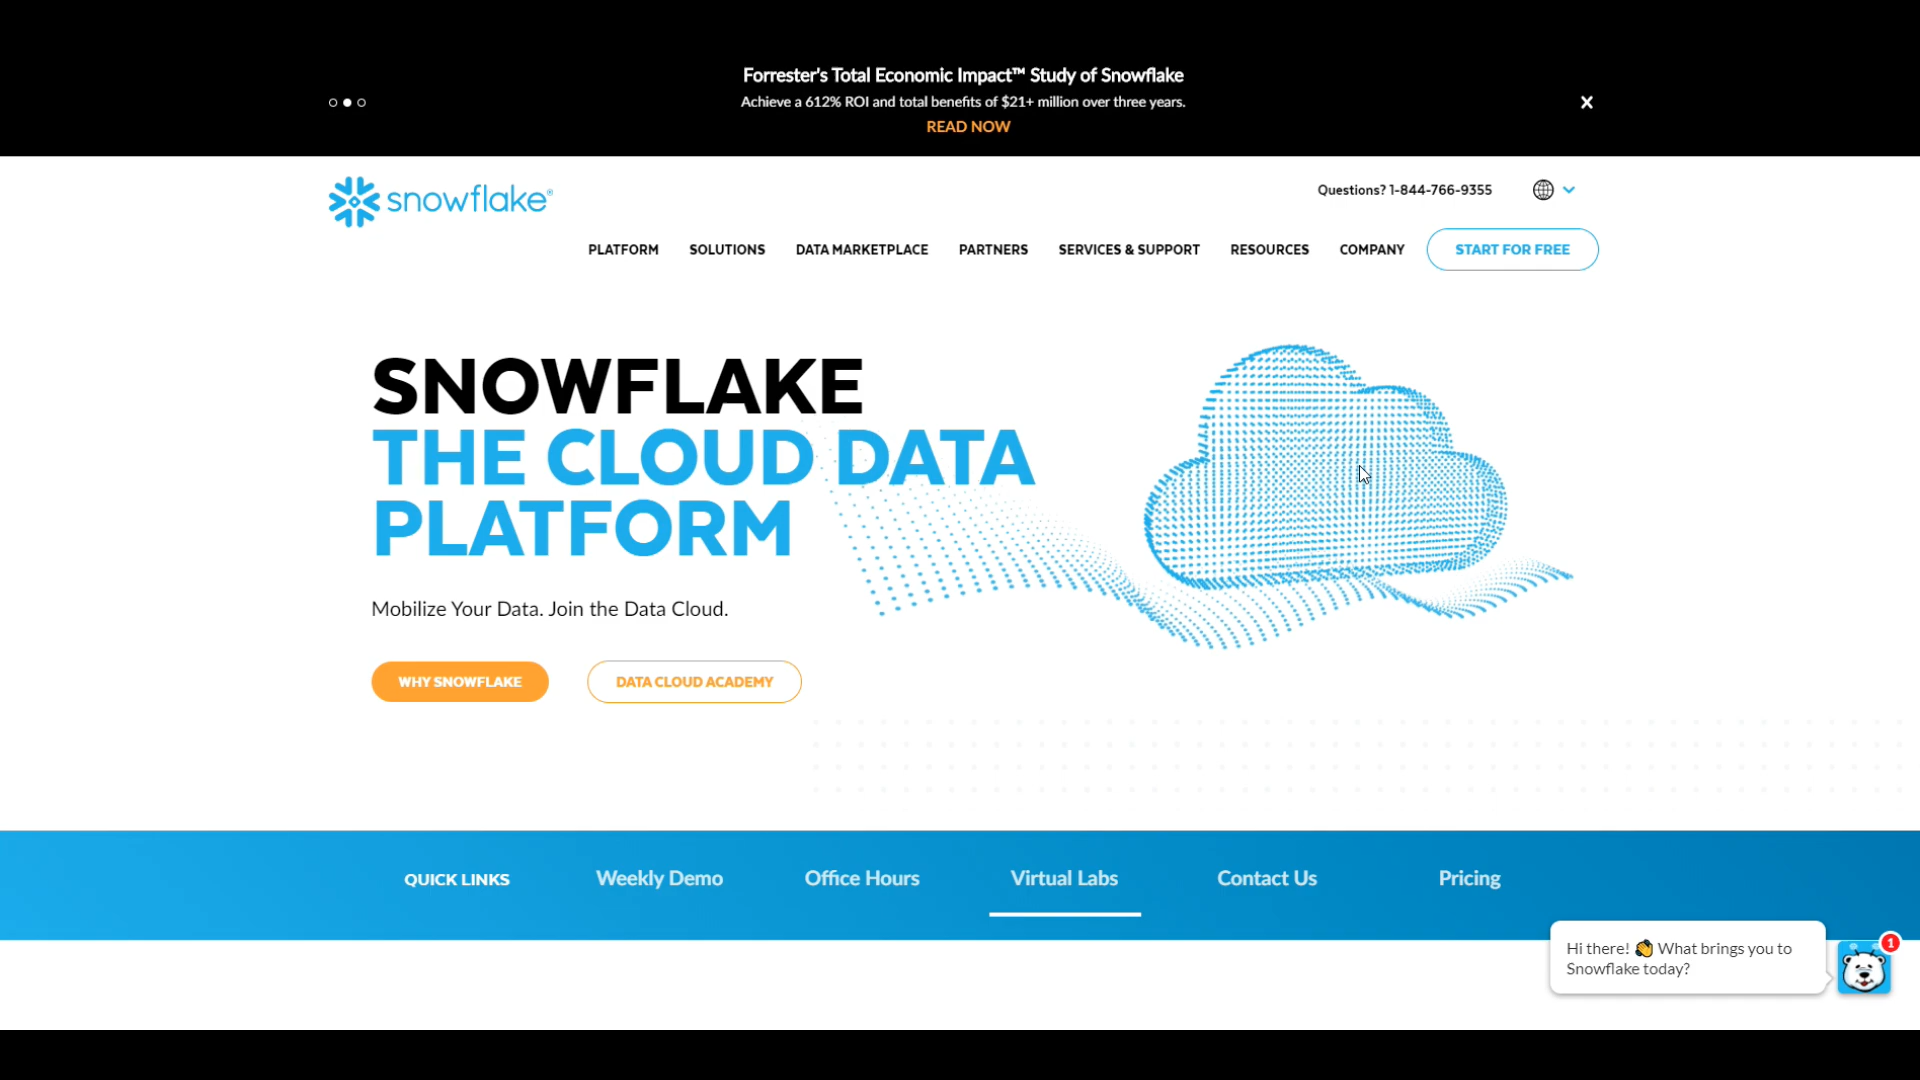 Forrester's Total Economic Impact™ Study of Snowflake
Achieve a 612% ROI and total benefits of $21+ million over three years.
READ NOW
snowflake®
Questions? 1-844-766-9355
PLATFORM SOLUTIONS DATA MARKETPLACE PARTNERS SERVICES & SUPPORT RESOURCES COMPANY START FOR FREE
SNOWFLAKE
THE CLOUD DATA
PLATFORM
Mobilize Your Data. Join the Data Cloud.
WHY SNOWFLAKE DATA CLOUD ACADEMY
QUICK LINKS Weekly Demo Office Hours Virtual Labs Contact Us Pricing
Hi there! 👋 What brings you to
Snowflake today?
1